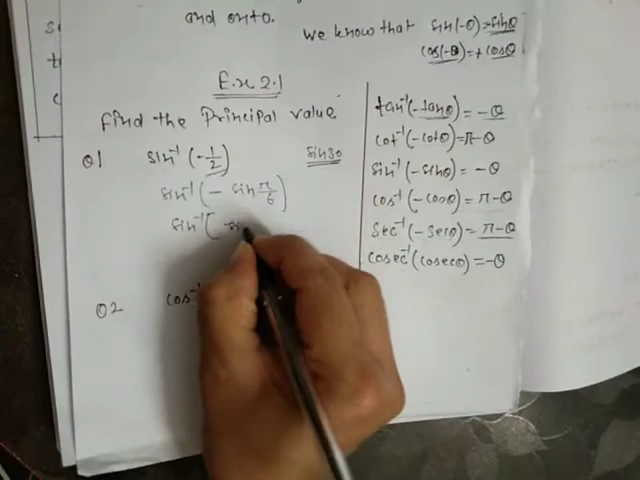 and onto.
we know that sin(-θ) = -sinθ
cos(-θ) = +cosθ
Ex 2.1
Find the Principal value.
Q1 sin⁻¹(-1/2) sin30
sin⁻¹(-sin π/6)
sin⁻¹(-
Q2 cos⁻¹
tan⁻¹(-tanθ) = -θ
cot⁻¹(-cotθ) = π-θ
sin⁻¹(-sinθ) = -θ
cos⁻¹(-cosθ) = π-θ
sec⁻¹(-secθ) = π-θ
cosec⁻¹(cosecθ) = -θ